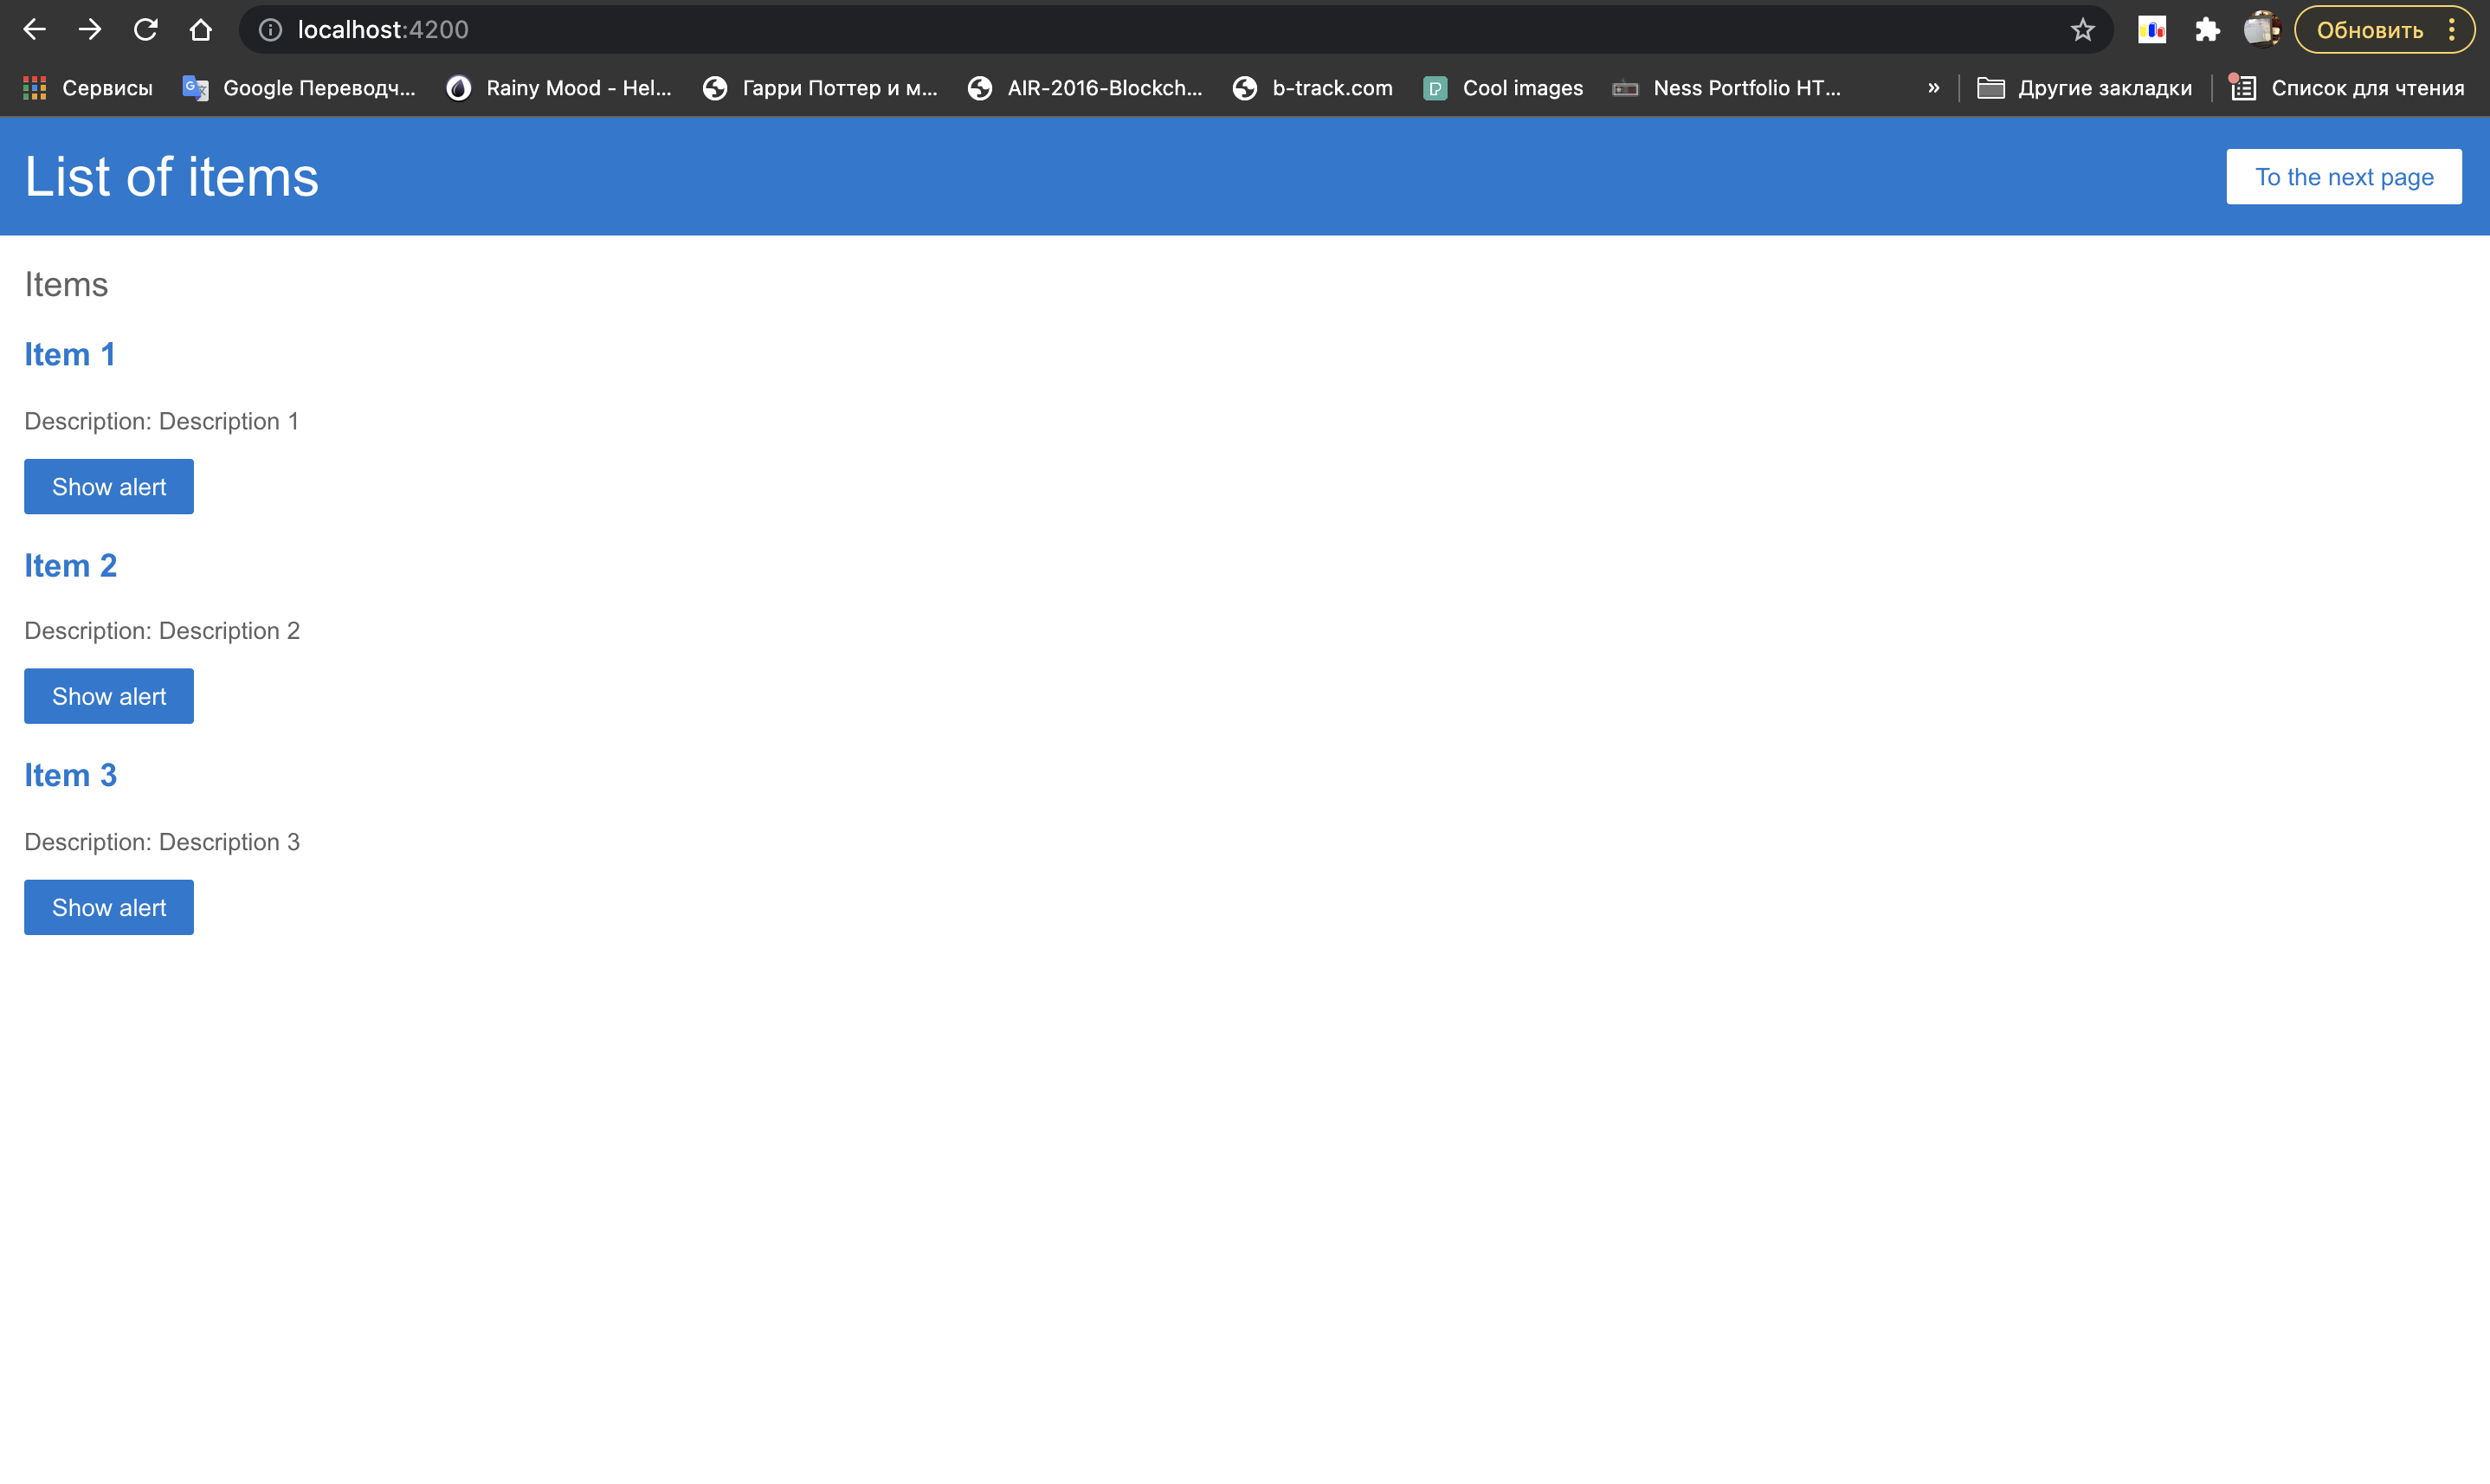 localhost:4200
Обновить
Сервисы Google Переводч... Rainy Mood - Hel... Гарри Поттер и м... AIR-2016-Blockch... b-track.com Cool images Ness Portfolio HT... » Другие закладки Список для чтения
List of items To the next page
Items
Item 1
Description: Description 1
Show alert
Item 2
Description: Description 2
Show alert
Item 3
Description: Description 3
Show alert